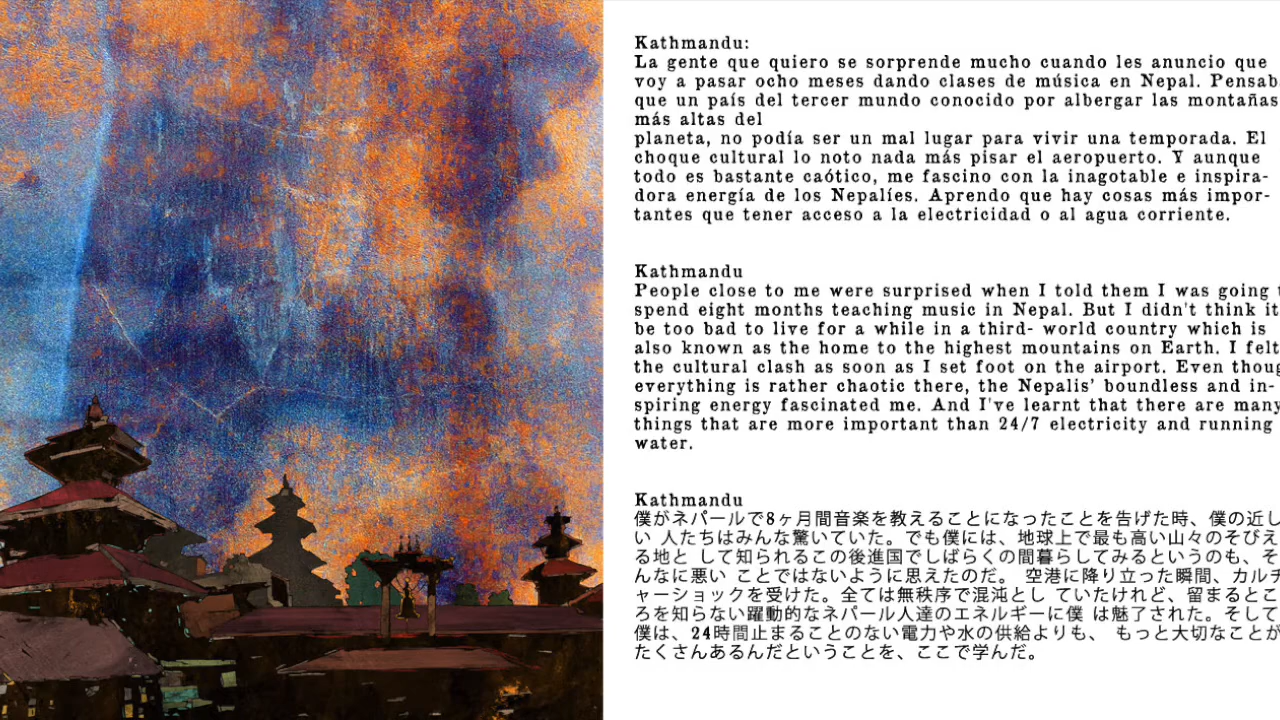 Kathmandu:
La gente que quiero se sorprende mucho cuando les anuncio que
voy a pasar ocho meses dando clases de música en Nepal.
que un país del tercer mundo conocido por albergar las montañas
más altas del
planeta, no podía ser un mal lugar para vivir una temporada. El
choque cultural lo noto nada más pisar el aeropuerto. Y aunque
todo es bastante caótico, me fascino con la inagotable e inspira-
dora energía de los Nepalíes. Aprendo que hay cosas más impor-
tantes que tener acceso a la electricidad o al agua corriente.
Kathmandu
People close to me were surprised when I told them I was going
spend eight months teaching music in Nepal. But I didn't think it
be too bad to live for a while in a third- world country which is
also known as the home to the highest mountains on Earth. I felt
the cultural clash as soon as I set foot on the airport. Even
everything is rather chaotic there, the Nepalis' boundless and in-
spiring energy fascinated me. And I've learnt that there are many
things that are more important than 24/7 electricity and running
water.
Kathmandu
僕がネパールで8ヶ月間音楽を教えることになったことを告げた時、僕の近し
い 人たちはみんな驚いていた。でも僕には、地球上で最も高い山々のそびえ
る地と して知られるこの後進国でしばらくの間暮らしてみるというのも、そ
んなに悪い ことではないように思えたのだ。 空港に降り立った瞬間、カルチ
ャーショックを受けた。全ては無秩序で混沌とし ていたけれど、留まるとこ
ろを知らない躍動的なネパール人達のエネルギーに僕 は魅了された。そして
僕は、24時間止まることのない電力や水の供給よりも、 もっと大切なことが
たくさんあるんだということを、ここで学んだ。